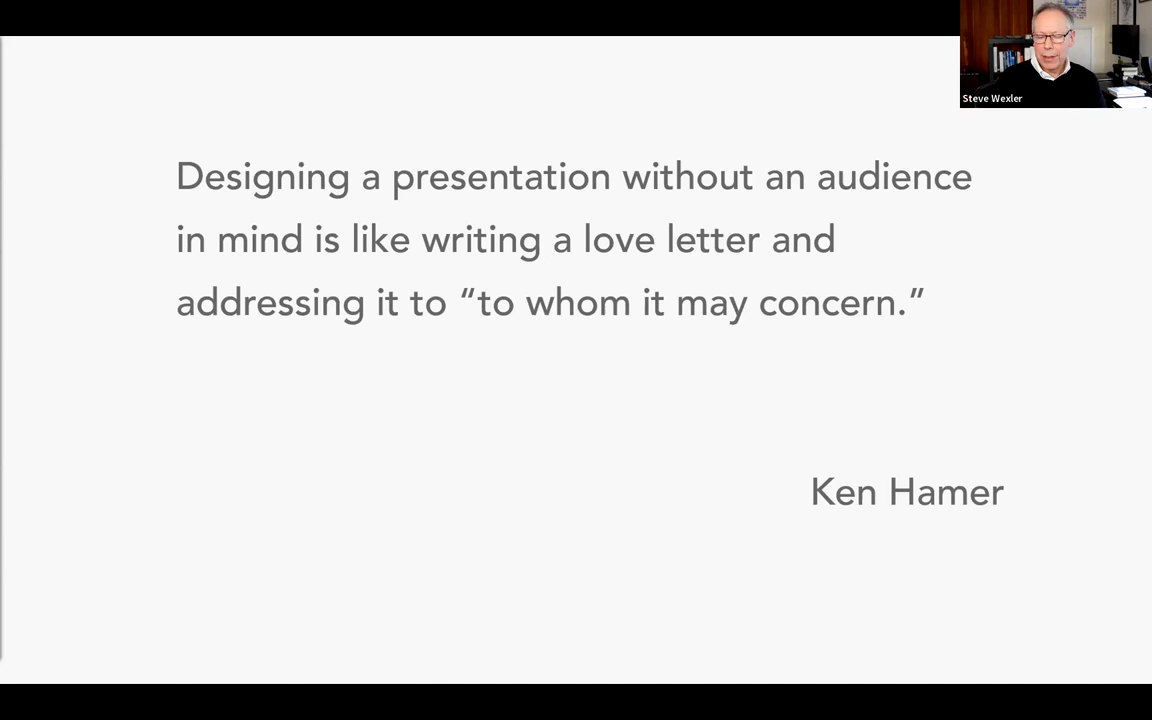 Steve Wexler
Designing a presentation without an audience
in mind is like writing a love letter and
addressing it to “to whom it may concern.”
Ken Hamer